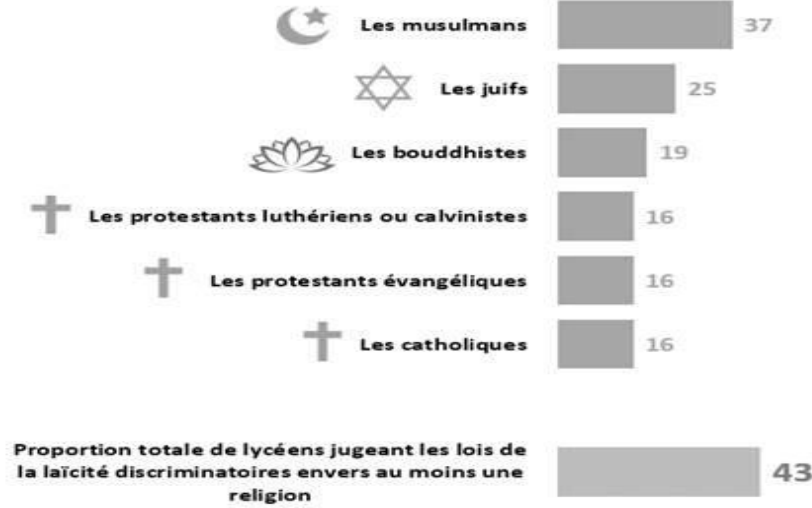 Les musulmans 37
Les juifs 25
Les bouddhistes 19
Les protestants luthériens ou calvinistes 16
Les protestants évangéliques 16
Les catholiques 16
Proportion totale de lycéens jugeant les lois de
la laïcité discriminatoires envers au moins une
religion
43